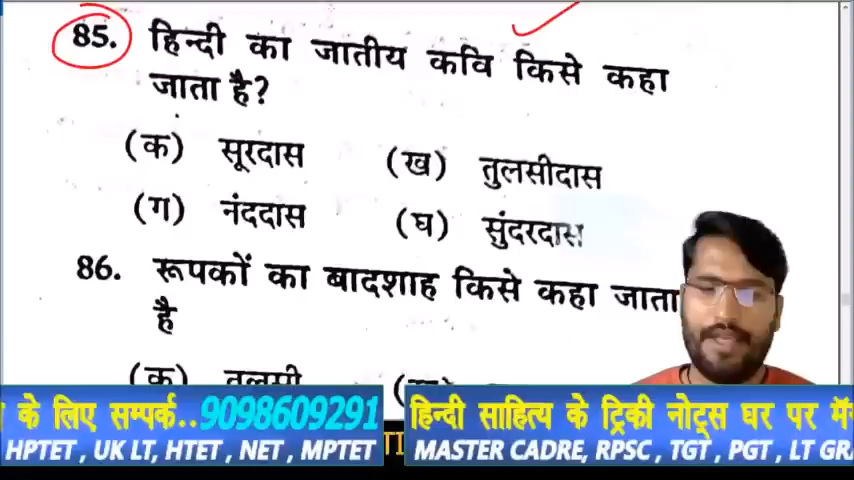 85. हिन्दी का जातीय कवि किसे कहा
जाता है?
(क) सूरदास (ख) तुलसीदास
(ग) नंददास (घ) सुंदरदास
86. रूपकों का बादशाह किसे कहा जाता
है
(क) तुलसी
के लिए सम्पर्क..9098609291 हिन्दी साहित्य के ट्रिकी नोट्स घर पर
HPTET, UK LT, HTET , NET , MPTET MASTER CADRE, RPSC , TGT , PGT , LT